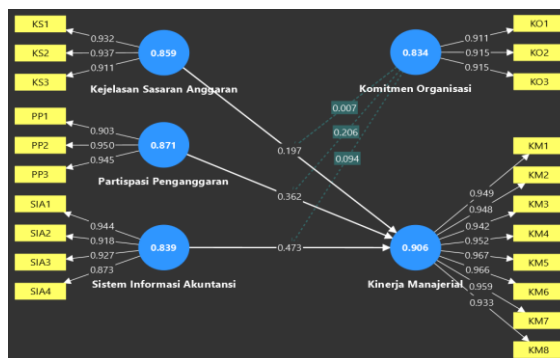 KS1
KS2
KS3
0.932
0.937
0.911
0.859
Kejelasan Sasaran Anggaran
PP1
PP2
PP3
0.903
0.950
0.945
0.871
Partispasi Penganggaran
SIA1
SIA2
SIA3
SIA4
0.944
0.918
0.927
0.873
0.839
Sistem Informasi Akuntansi
0.197
0.362
0.473
0.007
0.206
0.094
0.834
Komitmen Organisasi
0.911
0.915
0.915
KO1
KO2
KO3
0.906
Kinerja Manajerial
0.949
0.948
0.942
0.952
0.967
0.966
0.959
0.933
KM1
KM2
KM3
KM4
KM5
KM6
KM7
KM8